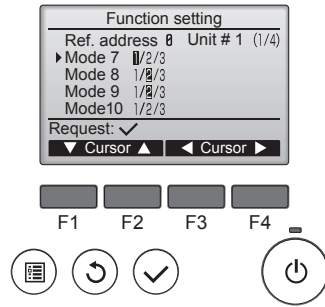 Function setting
Ref. address 0 Unit # 1 (1/4)
Mode 7 1/2/3
Mode 8 1/2/3
Mode 9 1/2/3
Mode10 1/2/3
Request: ✓
▼ Cursor ▲ ◀ Cursor ▶
F1 F2 F3 F4